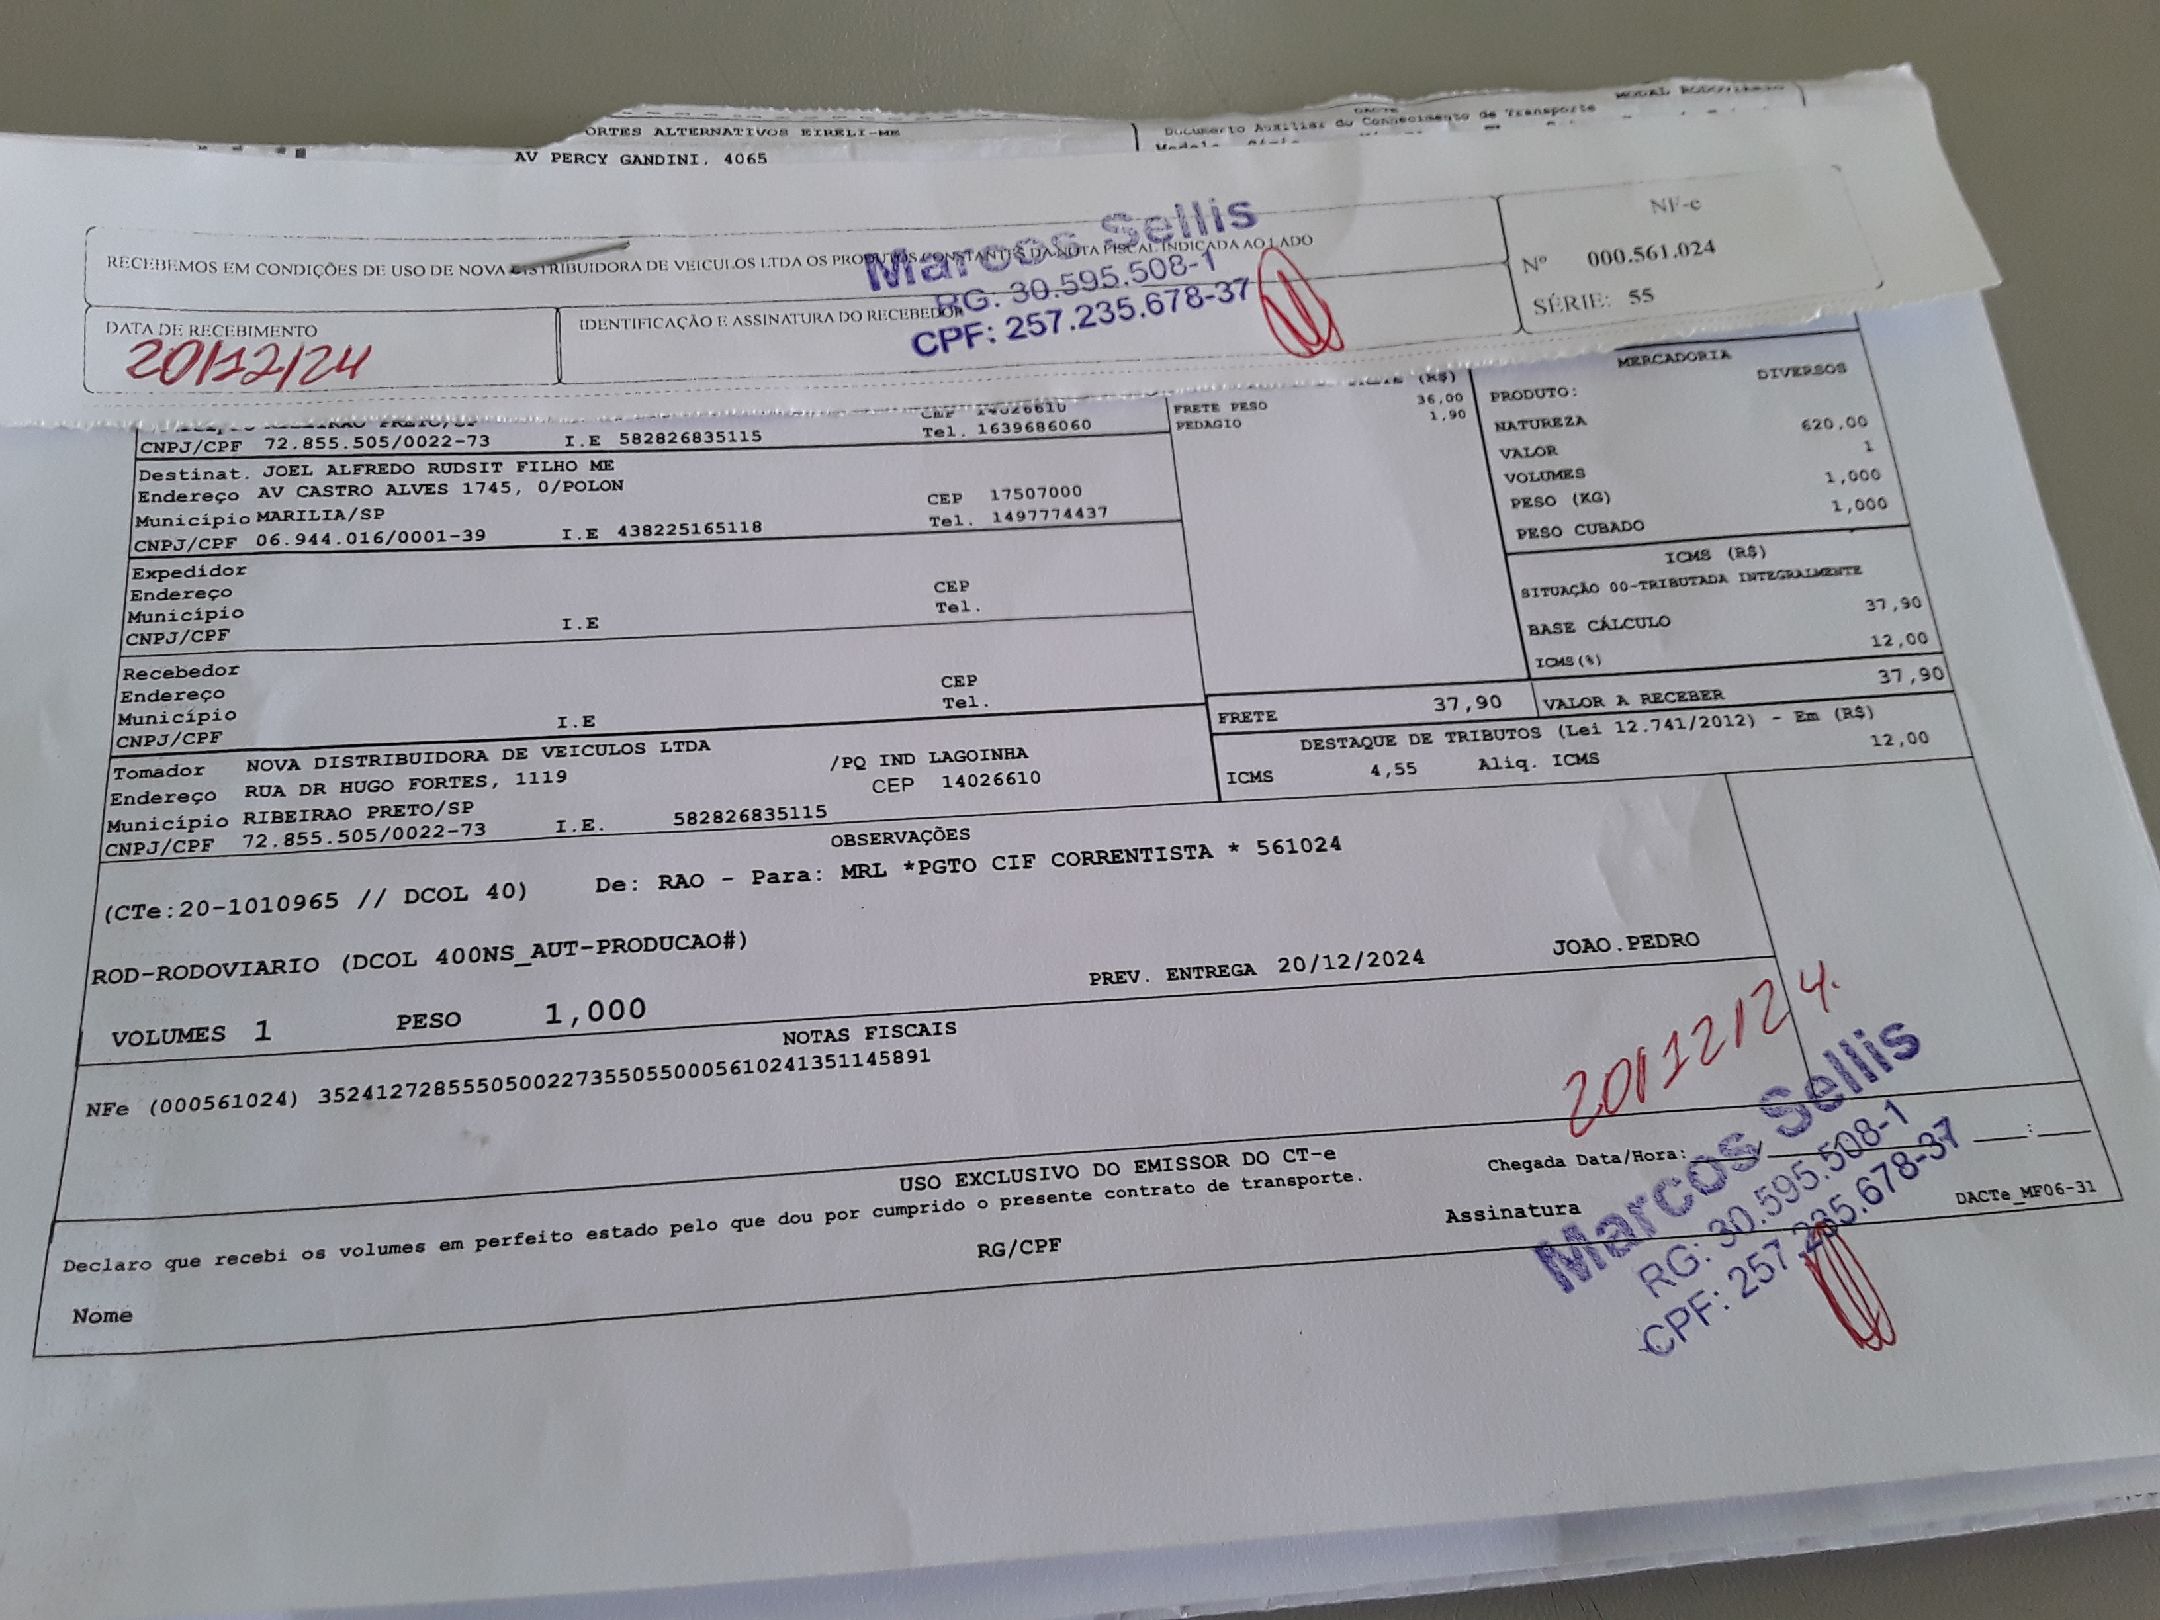 ORTES ALTERNATIVOS EIRELI-ME
AV PERCY GANDINI, 4065
DACTE
MODAL RODOVIARIO
Documento Auxiliar do Conhecimento de Transporte
RECEBEMOS EM CONDIÇÕES DE USO DE NOVA DISTRIBUIDORA DE VEICULOS LTDA OS PRODUTOS CONSTANTES DA NOTA FISCAL INDICADA AO LADO
NF-e
Nº 000.561.024
SÉRIE: 55
DATA DE RECEBIMENTO
20/12/24
IDENTIFICAÇÃO E ASSINATURA DO RECEBEDOR
Marcos Sellis
RG: 30.595.508-1
CPF: 257.235.678-37
CEP 14026610
CNPJ/CPF 72.855.505/0022-73 I.E 582826835115 Tel. 1639686060
Destinat. JOEL ALFREDO RUDSIT FILHO ME
Endereço AV CASTRO ALVES 1745, 0/POLON CEP 17507000
Município MARILIA/SP Tel. 1497774437
CNPJ/CPF 06.944.016/0001-39 I.E 438225165118
Expedidor
Endereço CEP
Município Tel.
CNPJ/CPF I.E
Recebedor
Endereço CEP
Município Tel.
CNPJ/CPF I.E
Tomador NOVA DISTRIBUIDORA DE VEICULOS LTDA
Endereço RUA DR HUGO FORTES, 1119 /PQ IND LAGOINHA
Município RIBEIRAO PRETO/SP CEP 14026610
CNPJ/CPF 72.855.505/0022-73 I.E. 582826835115
(R$)
FRETE PESO 36,00
PEDAGIO 1,90
MERCADORIA
PRODUTO: DIVERSOS
NATUREZA
VALOR 620,00
VOLUMES 1
PESO (KG) 1,000
PESO CUBADO 1,000
ICMS (R$)
SITUAÇÃO 00-TRIBUTADA INTEGRALMENTE
BASE CÁLCULO 37,90
ICMS(%) 12,00
FRETE 37,90 VALOR A RECEBER 37,90
DESTAQUE DE TRIBUTOS (Lei 12.741/2012) - Em (R$)
ICMS 4,55 Aliq. ICMS 12,00
OBSERVAÇÕES
(CTe:20-1010965 // DCOL 40) De: RAO - Para: MRL *PGTO CIF CORRENTISTA * 561024
ROD-RODOVIARIO (DCOL 400NS_AUT-PRODUCAO#)
PREV. ENTREGA 20/12/2024 JOAO.PEDRO
VOLUMES 1 PESO 1,000
NOTAS FISCAIS
NFe (000561024) 35241272855505002273550550005610241351145891
20/12/24.
USO EXCLUSIVO DO EMISSOR DO CT-e
Declaro que recebi os volumes em perfeito estado pelo que dou por cumprido o presente contrato de transporte.
Chegada Data/Hora:
Nome RG/CPF Assinatura
DACTe_MF06-31
Marcos Sellis
RG: 30.595.508-1
CPF: 257.235.678-37